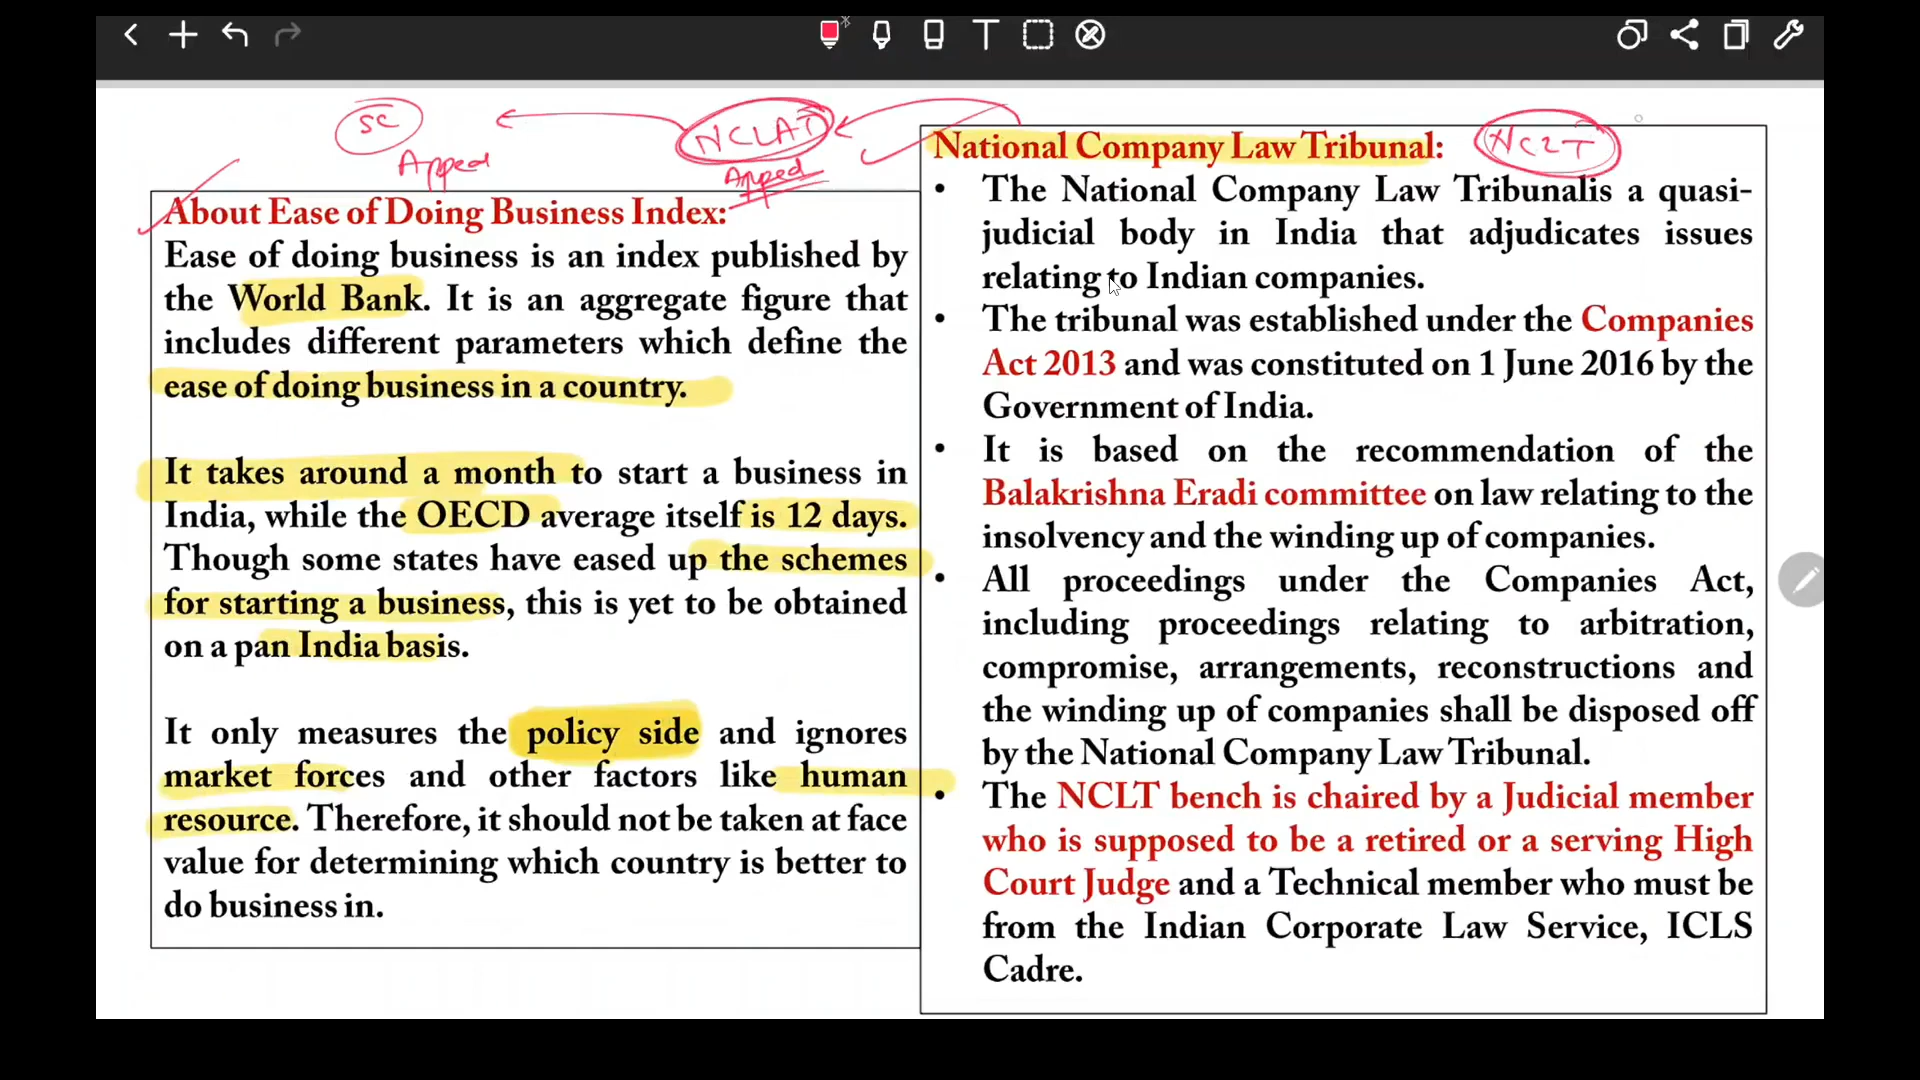 SC
NCLAT
Appeal
Appeal
About Ease of Doing Business Index:
Ease of doing business is an index published by
the World Bank. It is an aggregate figure that
includes different parameters which define the
ease of doing business in a country.
It takes around a month to start a business in
India, while the OECD average itself is 12 days.
Though some states have eased up the schemes
for starting a business, this is yet to be obtained
on a pan India basis.
It only measures the policy side and ignores
market forces and other factors like human
resource. Therefore, it should not be taken at face
value for determining which country is better to
do business in.
National Company Law Tribunal:
NCLT
• The National Company Law Tribunalis a quasi-
judicial body in India that adjudicates issues
relating to Indian companies.
• The tribunal was established under the Companies
Act 2013 and was constituted on 1 June 2016 by the
Government of India.
• It is based on the recommendation of the
Balakrishna Eradi committee on law relating to the
insolvency and the winding up of companies.
• All proceedings under the Companies Act,
including proceedings relating to arbitration,
compromise, arrangements, reconstructions and
the winding up of companies shall be disposed off
by the National Company Law Tribunal.
• The NCLT bench is chaired by a Judicial member
who is supposed to be a retired or a serving High
Court Judge and a Technical member who must be
from the Indian Corporate Law Service, ICLS
Cadre.